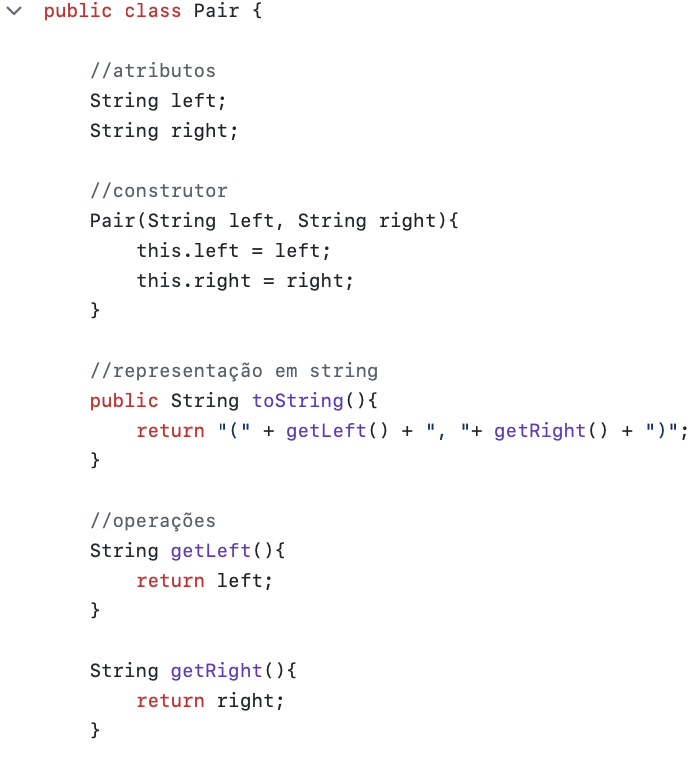 public class Pair {
//atributos
String left;
String right;
//construtor
Pair(String left, String right){
this.left = left;
this.right = right;
}
//representação em string
public String toString(){
return "(" + getLeft() + ", "+ getRight() + ")";
}
//operações
String getLeft(){
return left;
}
String getRight(){
return right;
}